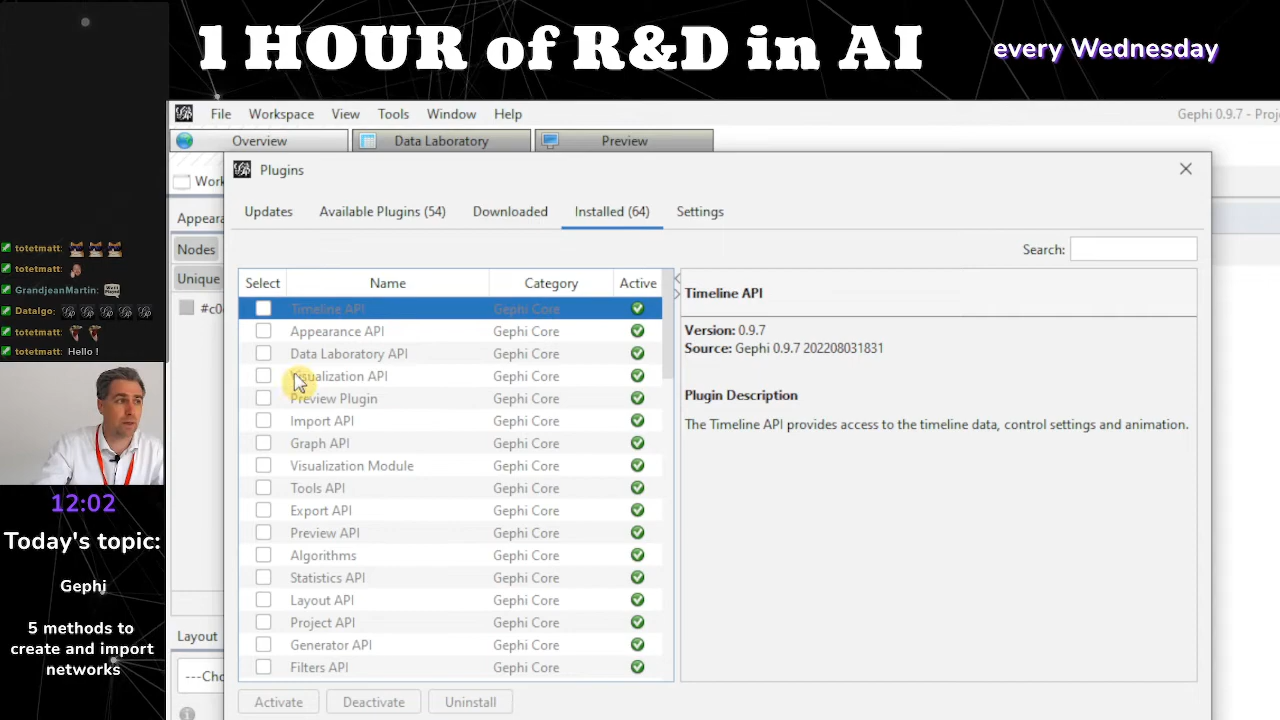 1 HOUR of R&D in AI
every Wednesday
File Workspace View Tools Window Help
Gephi 0.9.7 - Proje
Overview Data Laboratory Preview
Plugins
Updates Available Plugins (54) Downloaded Installed (64) Settings
Search:
Select Name Category Active
Timeline API Gephi Core
Appearance API Gephi Core
Data Laboratory API Gephi Core
Visualization API Gephi Core
Preview Plugin Gephi Core
Import API Gephi Core
Graph API Gephi Core
Visualization Module Gephi Core
Tools API Gephi Core
Export API Gephi Core
Preview API Gephi Core
Algorithms Gephi Core
Statistics API Gephi Core
Layout API Gephi Core
Project API Gephi Core
Generator API Gephi Core
Filters API Gephi Core
Activate Deactivate Uninstall
Timeline API
Version: 0.9.7
Source: Gephi 0.9.7 202208031831
Plugin Description
The Timeline API provides access to the timeline data, control settings and animation.
Work
Appeara
Nodes
Unique
#c0
Layout
---Cho
totetmatt:
totetmatt:
GrandjeanMartin:
Datalgo:
totetmatt:
totetmatt: Hello !
12:02
Today's topic:
Gephi
5 methods to
create and import
networks